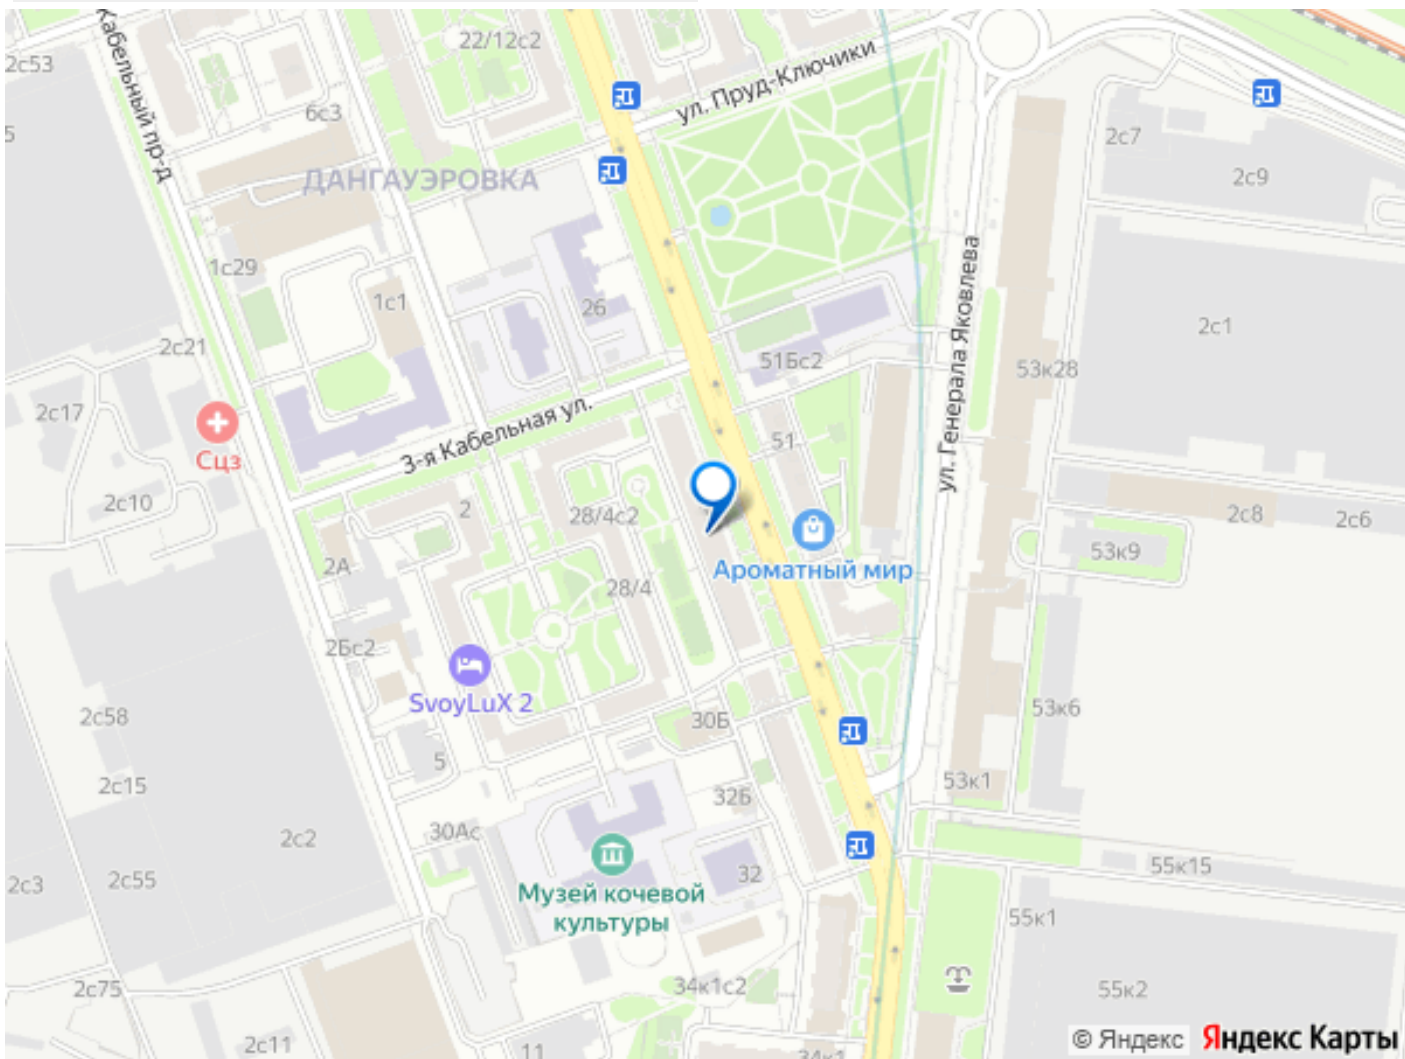 Кабельный пр-д
22/12с2
2с53
6с3
5
ул. Пруд-Ключики
2с7
2с9
ДАНГАУЭРОВКА
1с29
1с1
26
2с21
51Бс2
ул. Генерала Яковлева
2с1
53к28
2с17
Сцз
3-я Кабельная ул.
51
2с10
2
28/4с2
2с8
2с6
53к9
2А
Ароматный мир
28/4
2Бс2
SvoyLuX 2
2с58
30Б
53к6
5
2с15
53к1
32Б
30Ас
2с2
2с3
2с55
32
55к15
Музей кочевой
культуры
55к1
2с75
34к1с2
55к2
2с11
11
34к1
© Яндекс
Яндекс Карты